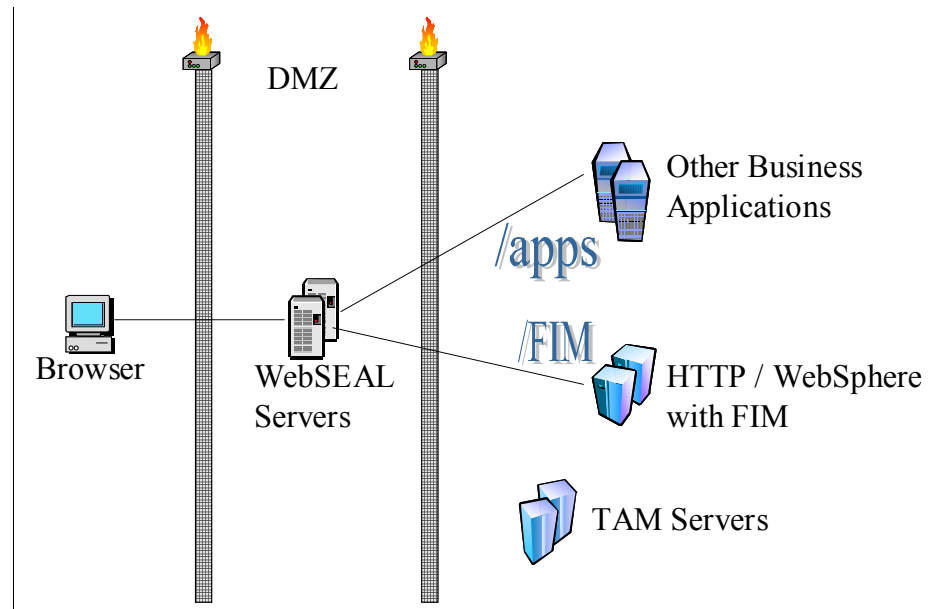 DMZ
Other Business
Applications
/apps
Browser
WebSEAL
Servers
/FIM
HTTP / WebSphere
with FIM
TAM Servers